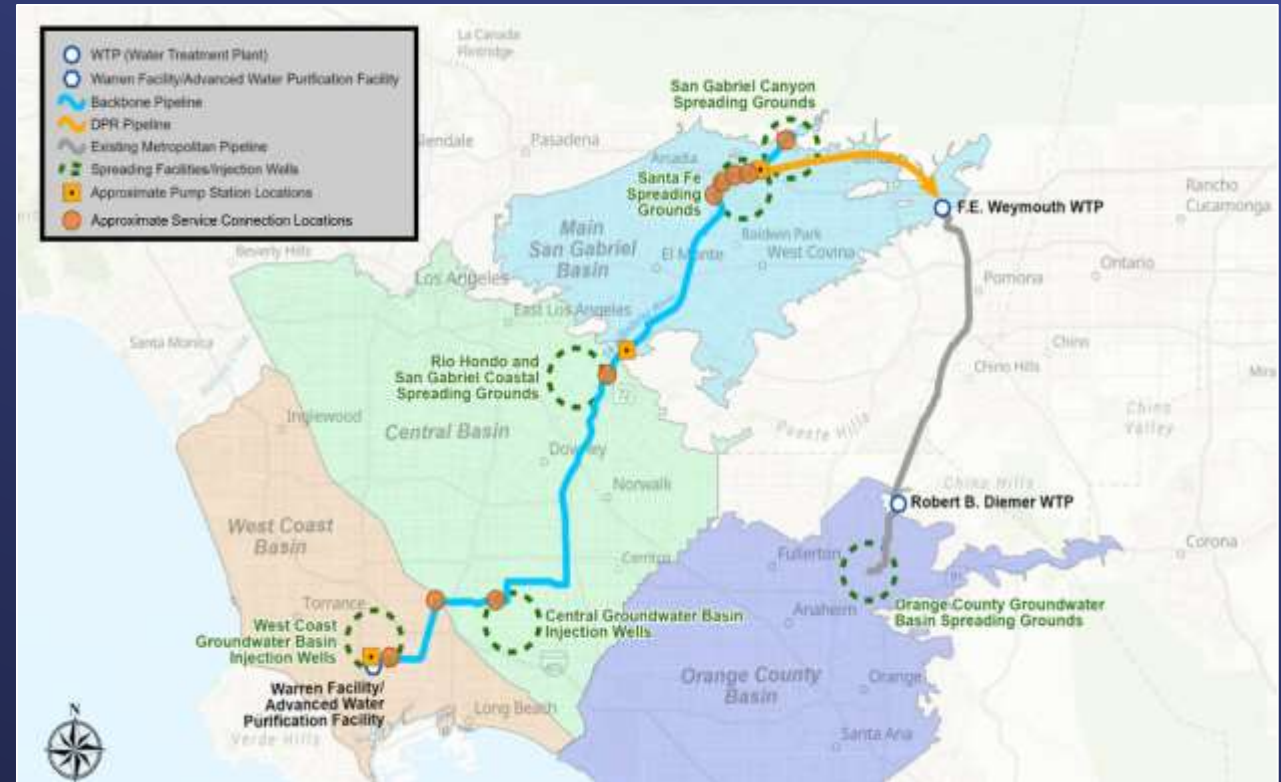 WTP (Water Treatment Plant)
Warren Facility/Advanced Water Purification Facility
Backbone Pipeline
DPR Pipeline
Existing Metropolitan Pipeline
Spreading Facilities/Injection Wells
Approximate Pump Station Locations
Approximate Service Connection Locations
La Canada
Flintridge
San Gabriel Canyon
Spreading Grounds
Pasadena
Glendale
Arcadia
Santa Fe
Spreading
Grounds
F.E. Weymouth WTP
Rancho
Cucamonga
Main
San Gabriel
Basin
Baldwin Park
El Monte
West Covina
Beverly Hills
Los Angeles
Pomona
Ontario
East Los Angeles
Santa Monica
Chino
Rio Hondo and
San Gabriel Coastal
Spreading Grounds
Chino Hills
Mira
Inglewood
Central Basin
Puente Hills
Chino
Valley
Downey
Norwalk
Chino Hills
Robert B. Diemer WTP
West Coast
Basin
Cerritos
Fullerton
Corona
Torrance
West Coast
Groundwater Basin
Injection Wells
Central Groundwater Basin
Injection Wells
Anaheim
Orange County Groundwater
Basin Spreading Grounds
Warren Facility/
Advanced Water
Purification Facility
Orange County
Basin
Orange
Long Beach
Verde Hills
Santa Ana
N